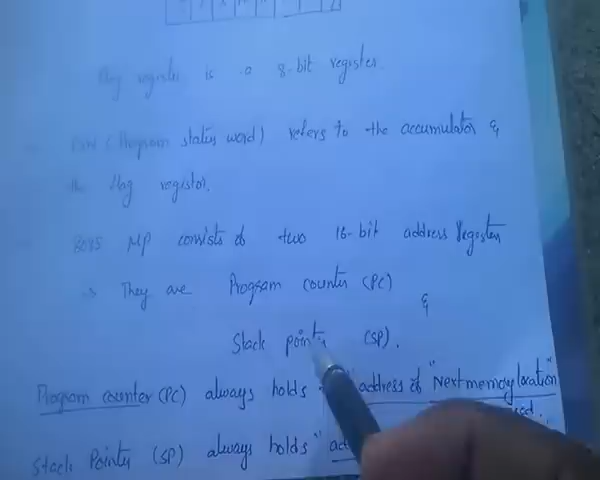 Flag register is a 8-bit register.
PSW (Program status word) refers to the accumulator &
the flag register.
8085 MP consists of two 16-bit address registers
They are Program counter (PC)
&
Stack pointer (SP).
Program counter (PC) always holds "address of "Next memory location"
Stack Pointer (SP) always holds "